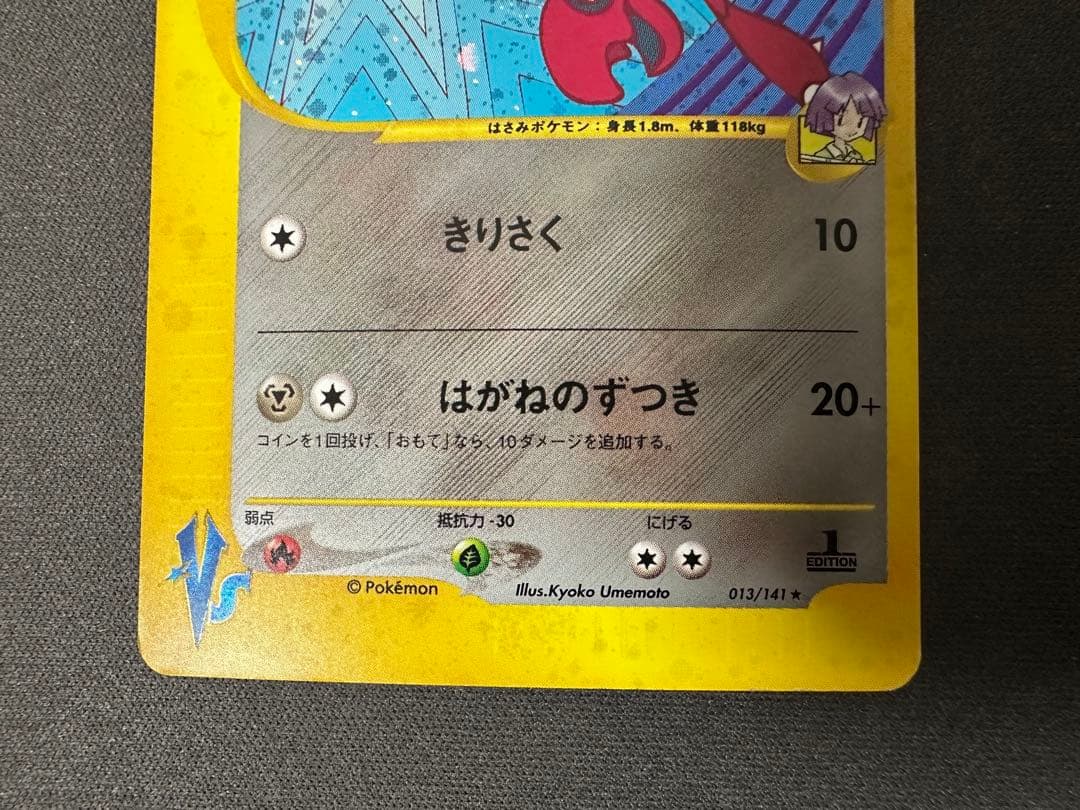 はさみポケモン：身長1.8m、体重118kg
きりさく 10
はがねのずつき 20+
コインを1回投げ、「おもて」なら、10ダメージを追加する。
弱点 抵抗力-30 にげる
1 EDITION
VS
©Pokémon Illus.Kyoko Umemoto 013/141★